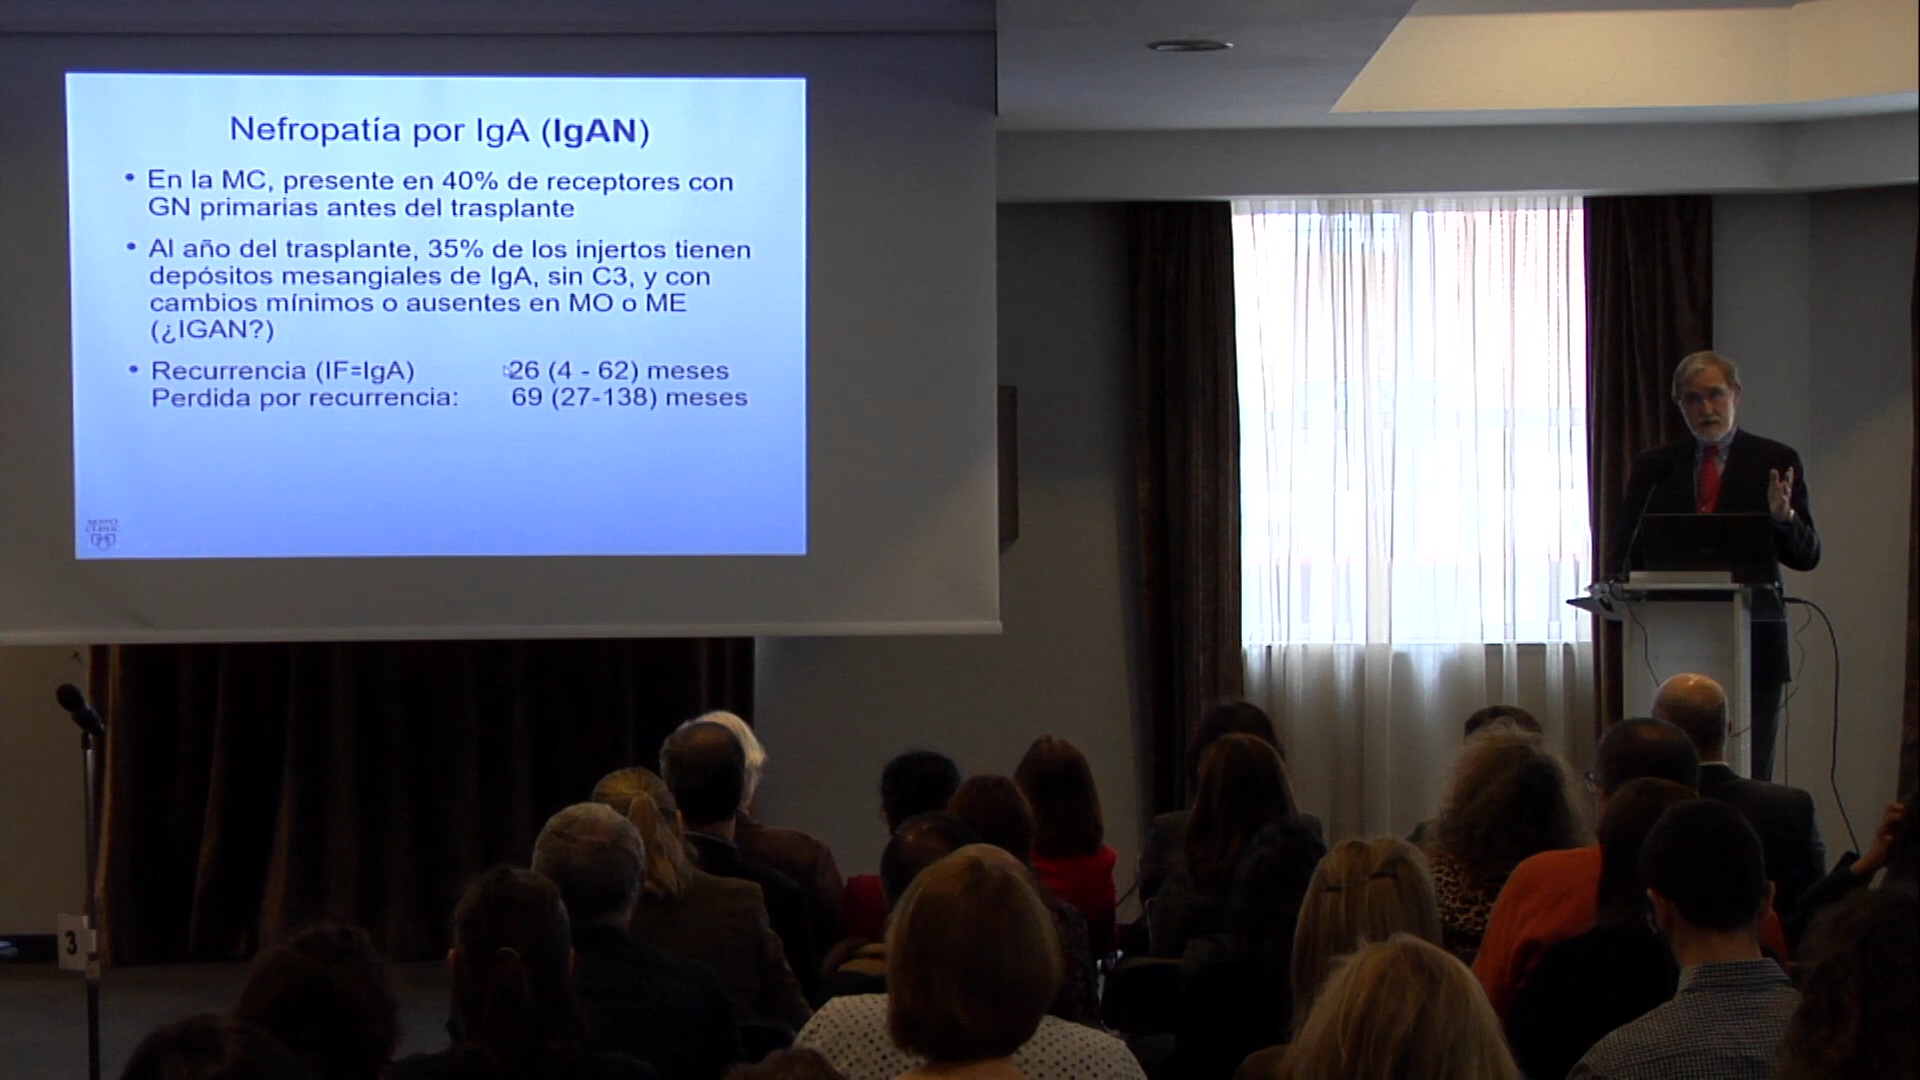 Nefropatía por IgA (IgAN)
• En la MC, presente en 40% de receptores con
GN primarias antes del trasplante
• Al año del trasplante, 35% de los injertos tienen
depósitos mesangiales de IgA, sin C3, y con
cambios mínimos o ausentes en MO o ME
(¿IGAN?)
• Recurrencia (IF=IgA) 26 (4 - 62) meses
Perdida por recurrencia: 69 (27-138) meses
MAYO
CLINIC
3